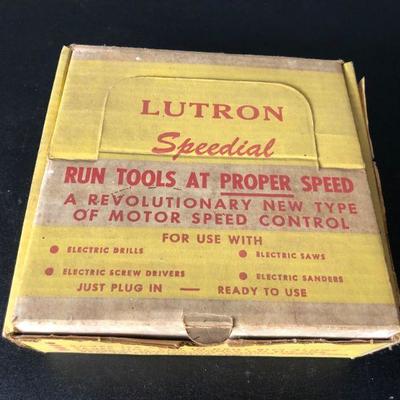 LUTRON
Speedial
RUN TOOLS AT PROPER SPEED
A REVOLUTIONARY NEW TYPE
OF MOTOR SPEED CONTROL
FOR USE WITH
• ELECTRIC DRILLS
• ELECTRIC SAWS
• ELECTRIC SCREW DRIVERS
• ELECTRIC SANDERS
JUST PLUG IN — READY TO USE